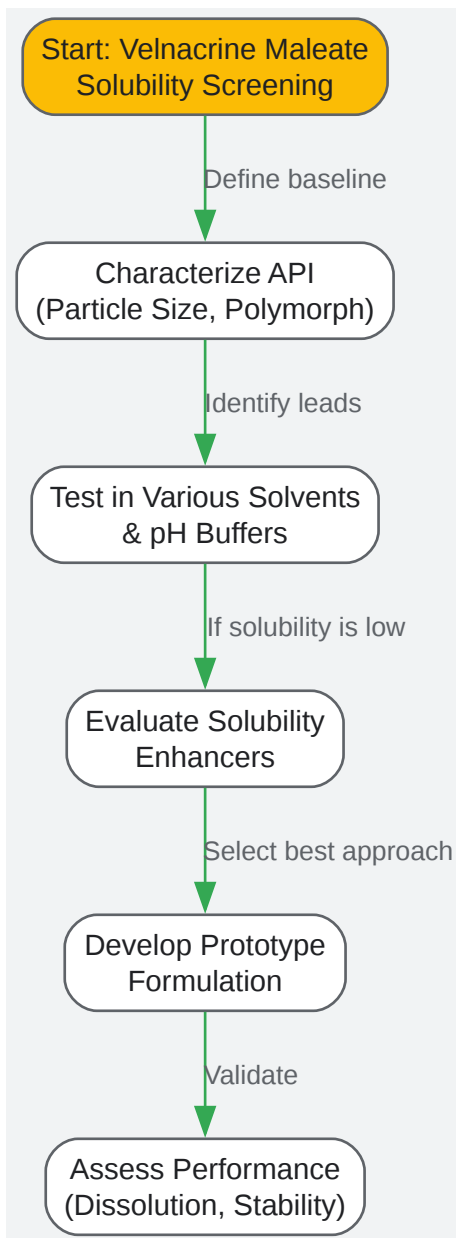 Start: Velnacrine Maleate
Solubility Screening
Define baseline
Characterize API
(Particle Size, Polymorph)
Identify leads
Test in Various Solvents
& pH Buffers
If solubility is low
Evaluate Solubility
Enhancers
Select best approach
Develop Prototype
Formulation
Validate
Assess Performance
(Dissolution, Stability)